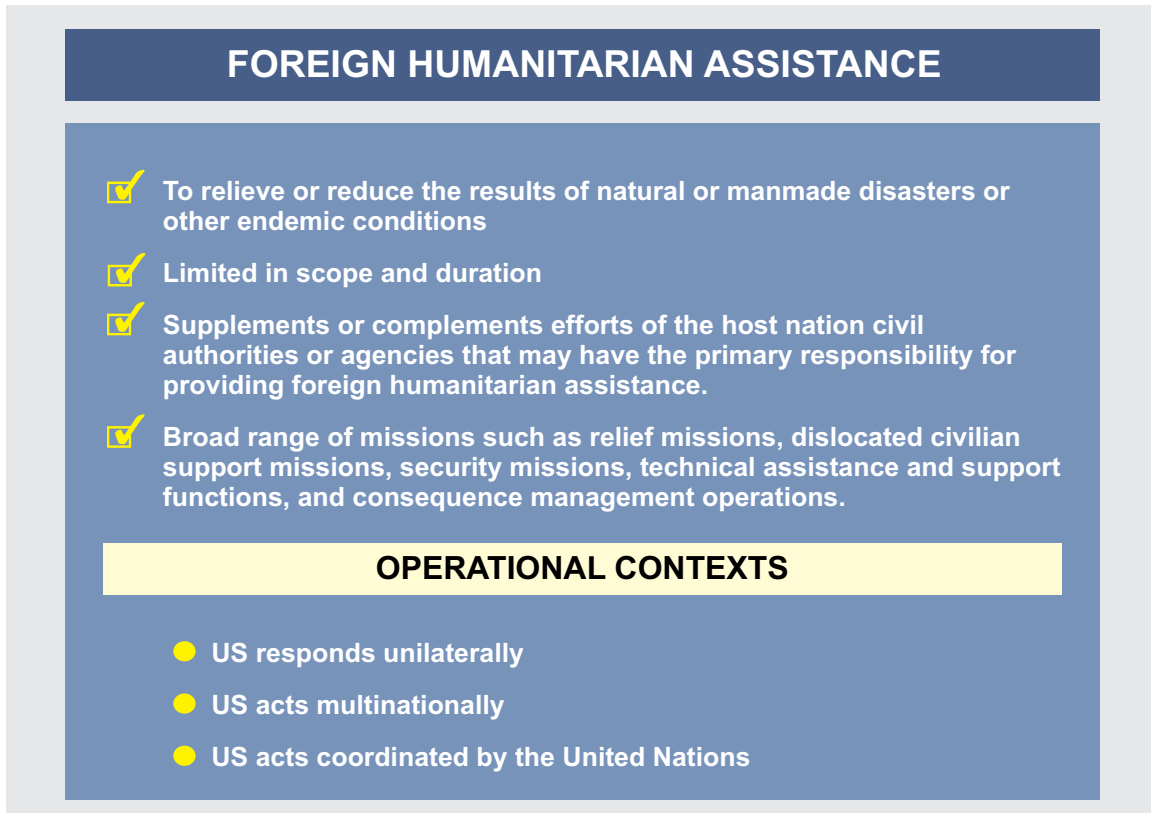 FOREIGN HUMANITARIAN ASSISTANCE
To relieve or reduce the results of natural or manmade disasters or
other endemic conditions
Limited in scope and duration
Supplements or complements efforts of the host nation civil
authorities or agencies that may have the primary responsibility for
providing foreign humanitarian assistance.
Broad range of missions such as relief missions, dislocated civilian
support missions, security missions, technical assistance and support
functions, and consequence management operations.
OPERATIONAL CONTEXTS
US responds unilaterally
US acts multinationally
US acts coordinated by the United Nations